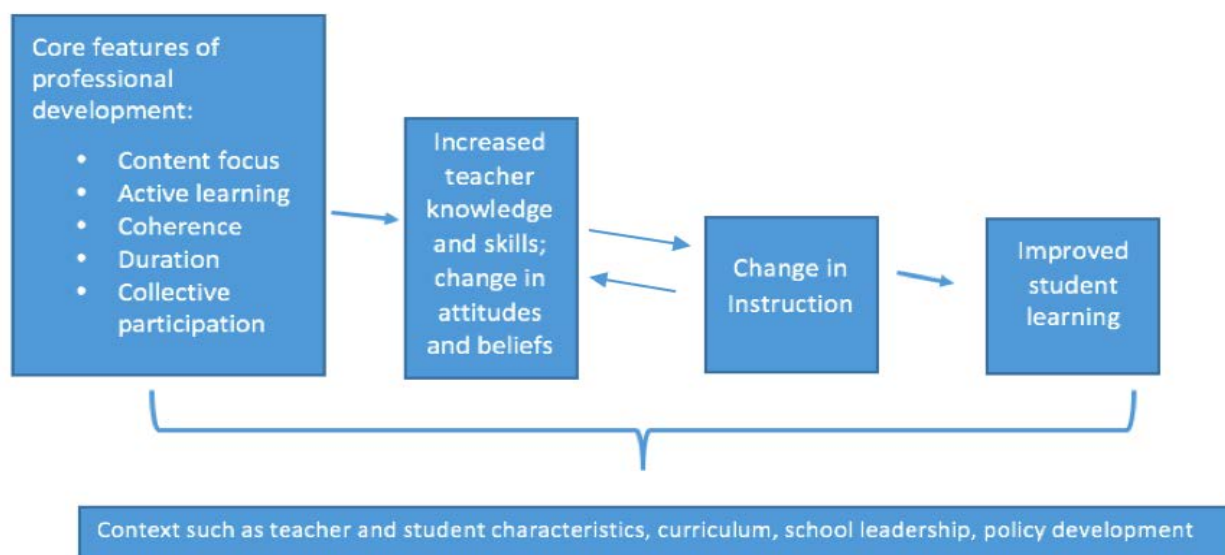 Core features of
professional
development:
• Content focus
• Active learning
• Coherence
• Duration
• Collective
participation
Increased
teacher
knowledge
and skills;
change in
attitudes
and beliefs
Change in
Instruction
Improved
student
learning
Context such as teacher and student characteristics, curriculum, school leadership, policy development